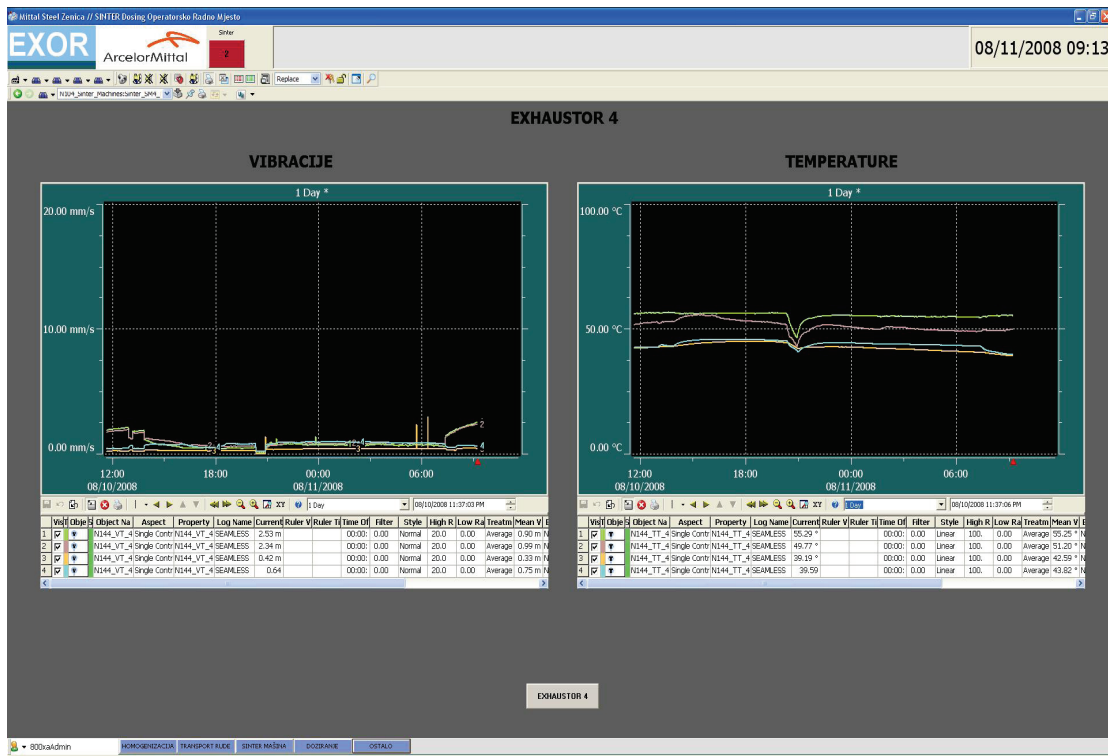 Mittal Steel Zenica // SINTER Dosing Operatorsko Radno Mjesto
EXOR
ArcelorMittal
Sinter
2
08/11/2008 09:13
Replace
N104_Sinter_Machines:Sinter_SM4_
EXHAUSTOR 4
VIBRACIJE
1 Day *
20.00 mm/s
10.00 mm/s
0.00 mm/s
12:00 18:00 00:00 06:00
08/10/2008 08/11/2008
1 Day 08/10/2008 11:37:03 PM
Object Na Aspect Property Log Name Current Ruler V Ruler Ti Time Of Filter Style High R Low Ra Treatm Mean V
1 N144_VT_4 Single Contr N144_VT_4 SEAMLESS 2.53 m 00:00: 0.00 Normal 20.0 0.00 Average 0.90 m
2 N144_VT_4 Single Contr N144_VT_4 SEAMLESS 2.34 m 00:00: 0.00 Normal 20.0 0.00 Average 0.99 m
3 N144_VT_4 Single Contr N144_VT_4 SEAMLESS 0.42 m 00:00: 0.00 Normal 20.0 0.00 Average 0.33 m
4 N144_VT_4 Single Contr N144_VT_4 SEAMLESS 0.64 00:00: 0.00 Normal 20.0 0.00 Average 0.75 m
TEMPERATURE
1 Day *
100.00 °C
50.00 °C
0.00 °C
12:00 18:00 00:00 06:00
08/10/2008 08/11/2008
1 Day 08/10/2008 11:37:06 PM
Object Na Aspect Property Log Name Current Ruler V Ruler Ti Time Of Filter Style High R Low Ra Treatm Mean V
1 N144_TT_4 Single Contr N144_TT_4 SEAMLESS 55.29 ° 00:00: 0.00 Linear 100. 0.00 Average 55.25 °
2 N144_TT_4 Single Contr N144_TT_4 SEAMLESS 49.77 ° 00:00: 0.00 Linear 100. 0.00 Average 51.20 °
3 N144_TT_4 Single Contr N144_TT_4 SEAMLESS 39.19 ° 00:00: 0.00 Linear 100. 0.00 Average 42.59 °
4 N144_TT_4 Single Contr N144_TT_4 SEAMLESS 39.59 00:00: 0.00 Linear 100. 0.00 Average 43.82 °
EXHAUSTOR 4
800xaAdmin HOMOGENIZACIJA TRANSPORT RUDE SINTER MAŠINA DOZIRANJE OSTALO